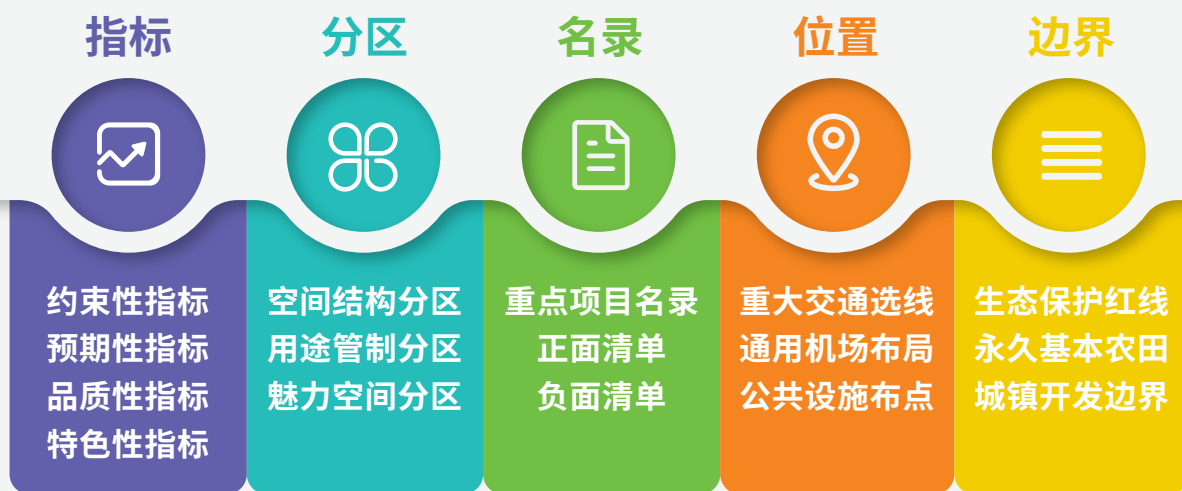 指标
约束性指标
预期性指标
品质性指标
特色性指标
分区
空间结构分区
用途管制分区
魅力空间分区
名录
重点项目名录
正面清单
负面清单
位置
重大交通选线
通用机场布局
公共设施布点
边界
生态保护红线
永久基本农田
城镇开发边界